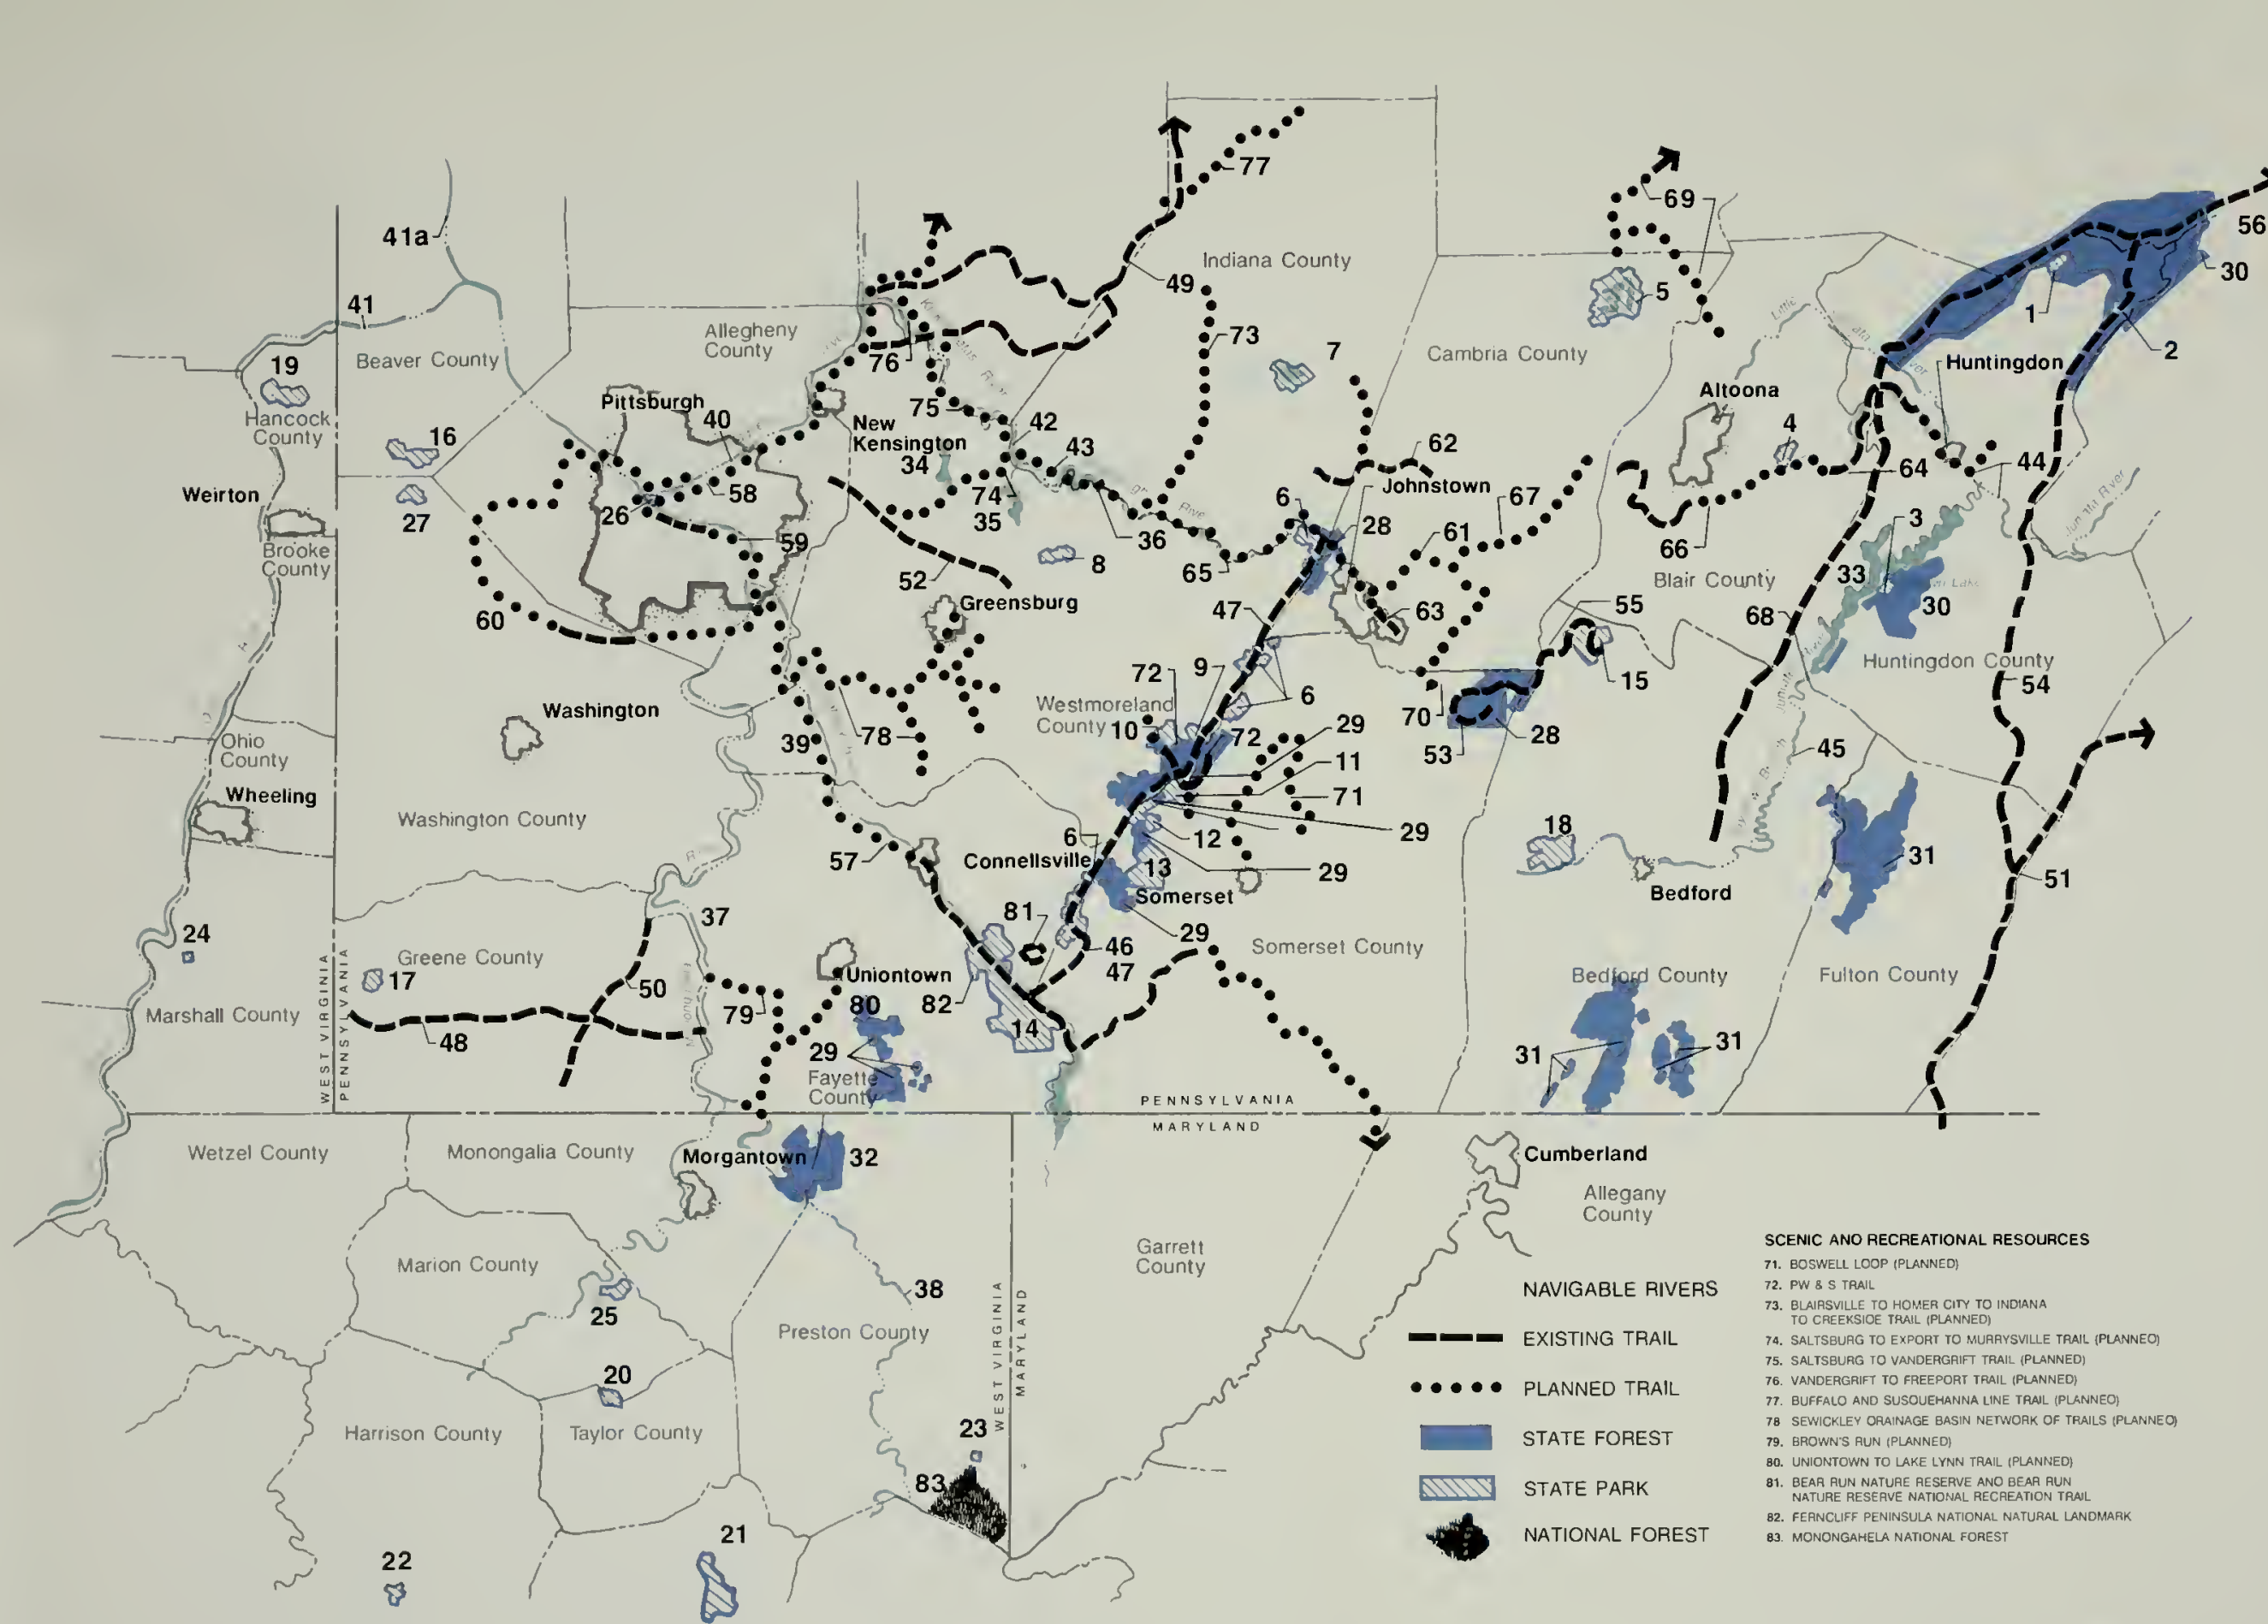 77
69
56
41a
49
Indiana County
30
5
1
41
Allegheny
County
73
Little
Beaver County
76
7
Cambria County
Huntingdon
2
19
Altoona
Pittsburgh
40
75
Hancock
County
New
Kensington
42
16
43
62
4
34
44
64
Weirton
58
74
35
6
Johnstown
67
27
26
28
3
59
36
61
66
River
Brooke
County
52
8
65
Blair County
33
Greensburg
30
55
60
47
63
68
Huntingdon County
9
72
6
15
54
Washington
Westmoreland
County
10
29
70
28
39
78
72
53
45
Ohio
County
11
Wheeling
71
Washington County
12
29
18
6
57
Connellsville
13
29
31
51
Somerset
Bedford
81
37
24
29
46
47
Somerset County
Greene County
17
Uniontown
Bedford County
Fulton County
50
82
80
Marshall County
79
14
48
29
31
31
WEST VIRGINIA
PENNSYLVANIA
Fayette
County
PENNSYLVANIA
MARYLAND
Wetzel County
Monongalia County
Morgantown
32
Cumberland
Allegany
County
Garrett
County
Marion County
38
25
Preston County
WEST VIRGINIA
MARYLAND
20
Harrison County
Taylor County
23
83
21
22
NAVIGABLE RIVERS
EXISTING TRAIL
PLANNED TRAIL
STATE FOREST
STATE PARK
NATIONAL FOREST
SCENIC AND RECREATIONAL RESOURCES
71. BOSWELL LOOP (PLANNED)
72. PW & S TRAIL
73. BLAIRSVILLE TO HOMER CITY TO INDIANA
TO CREEKSIDE TRAIL (PLANNED)
74. SALTSBURG TO EXPORT TO MURRYSVILLE TRAIL (PLANNED)
75. SALTSBURG TO VANDERGRIFT TRAIL (PLANNED)
76. VANDERGRIFT TO FREEPORT TRAIL (PLANNED)
77. BUFFALO AND SUSQUEHANNA LINE TRAIL (PLANNED)
78 SEWICKLEY DRAINAGE BASIN NETWORK OF TRAILS (PLANNED)
79. BROWN'S RUN (PLANNED)
80. UNIONTOWN TO LAKE LYNN TRAIL (PLANNED)
81. BEAR RUN NATURE RESERVE AND BEAR RUN
NATURE RESERVE NATIONAL RECREATION TRAIL
82. FERNCLIFF PENINSULA NATIONAL NATURAL LANDMARK
83. MONONGAHELA NATIONAL FOREST